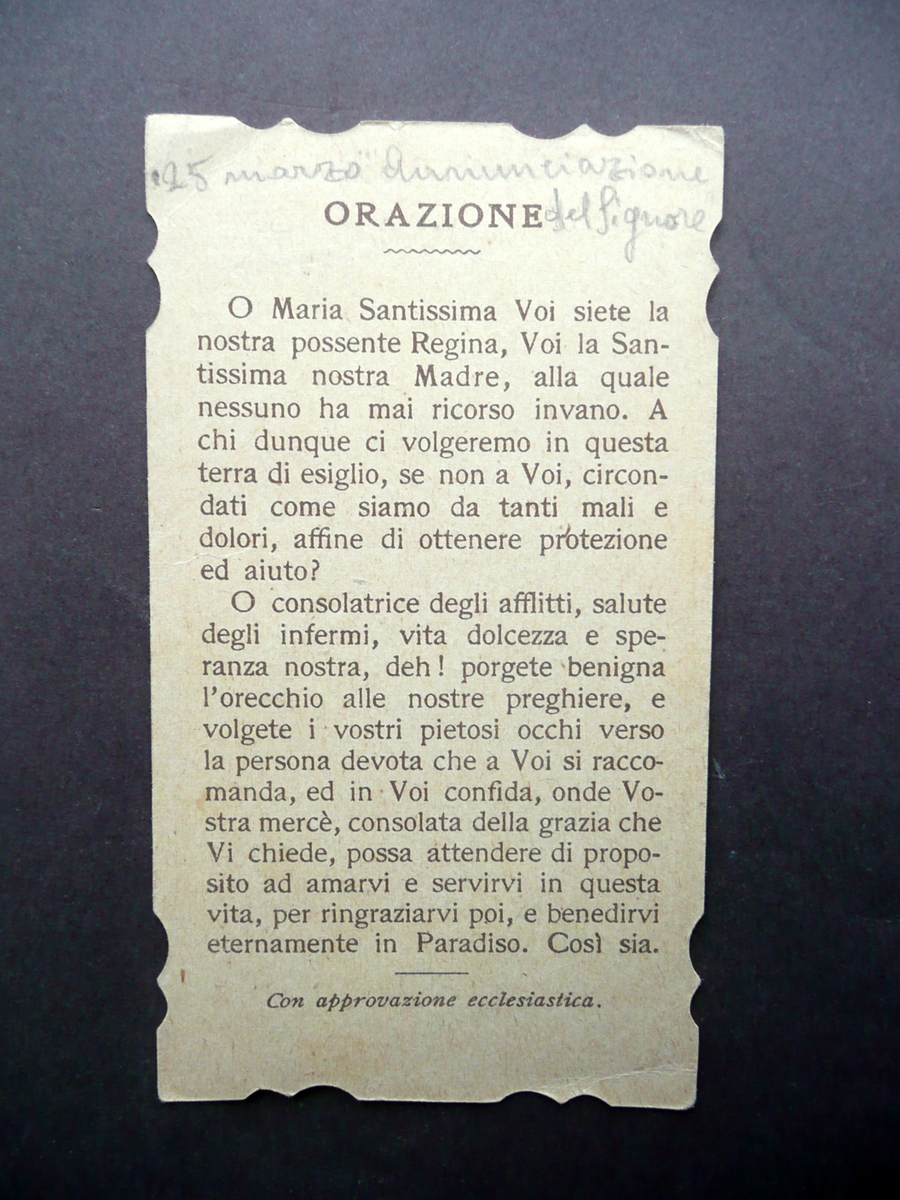 25 marzo Annunciazione
del Signore
ORAZIONE
O Maria Santissima Voi siete la
nostra possente Regina, Voi la San-
tissima nostra Madre, alla quale
nessuno ha mai ricorso invano. A
chi dunque ci volgeremo in questa
terra di esiglio, se non a Voi, circon-
dati come siamo da tanti mali e
dolori, affine di ottenere protezione
ed aiuto?
O consolatrice degli afflitti, salute
degli infermi, vita dolcezza e spe-
ranza nostra, deh! porgete benigna
l'orecchio alle nostre preghiere, e
volgete i vostri pietosi occhi verso
la persona devota che a Voi si racco-
manda, ed in Voi confida, onde Vo-
stra mercè, consolata della grazia che
Vi chiede, possa attendere di propo-
sito ad amarvi e servirvi in questa
vita, per ringraziarvi poi, e benedirvi
eternamente in Paradiso. Così sia.
Con approvazione ecclesiastica.